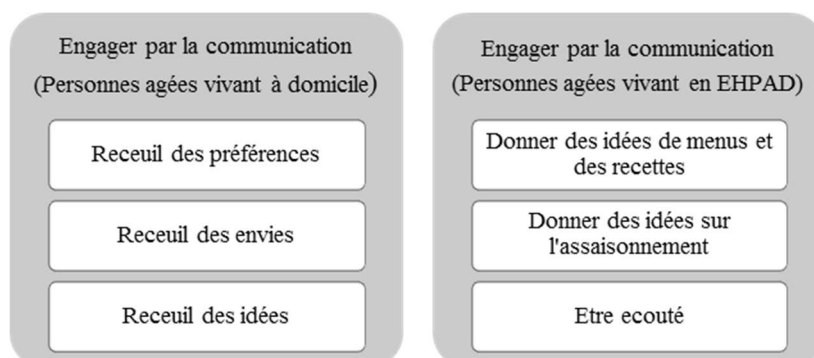 Engager par la communication
(Personnes agées vivant à domicile)
Receuil des préférences
Receuil des envies
Receuil des idées
Engager par la communication
(Personnes agées vivant en EHPAD)
Donner des idées de menus et
des recettes
Donner des idées sur
l'assaisonnement
Etre ecouté